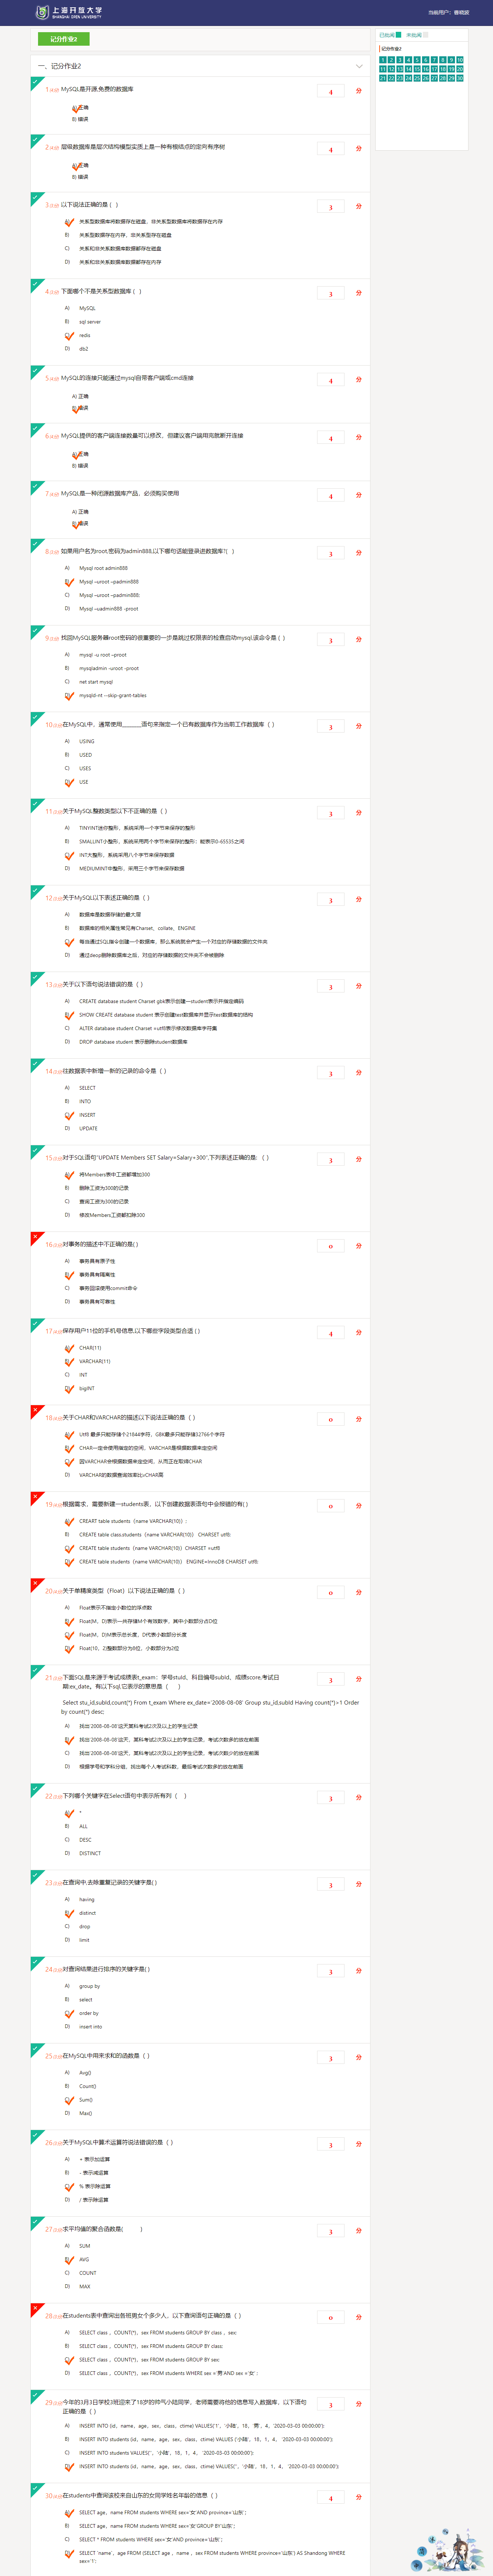 上海开放大学
SHANGHAI OPEN UNIVERSITY
当前用户：
记分作业2
已批阅 未批阅
记分作业2
1 2 3 4 5 6 7 8 9 10
11 12 13 14 15 16 17 18 19 20
21 22 23 24 25 26 27 28 29 30
一、记分作业2
1 MySQL是开源,免费的数据库 4 分
A) 正确
B) 错误
2 层级数据库是层次结构模型实质上是一种有根结点的定向有序树 4 分
A) 正确
B) 错误
3 以下说法正确的是 ( ) 3 分
A) 关系型数据库将数据存在磁盘，非关系型数据库将数据存在内存
B) 关系型数据存在内存，非关系型存在磁盘
C) 关系和非关系数据库数据都存在磁盘
D) 关系和非关系数据库数据都存在内存
4 下面哪个不是关系型数据库 ( ) 3 分
A) MySQL
B) sql server
C) redis
D) db2
5 MySQL的连接只能通过mysql自带客户端或cmd连接 4 分
A) 正确
B) 错误
6 MySQL提供的客户端连接数量可以修改，但建议客户端用完就断开连接 4 分
A) 正确
B) 错误
7 MySQL是一种闭源数据库产品，必须购买使用 4 分
A) 正确
B) 错误
8 如果用户名为root,密码为admin888,以下哪句话能登录进数据库?( ) 3 分
A) Mysql root admin888
B) Mysql –uroot –padmin888
C) Mysql –uroot –padmin888;
D) Mysql –uadmin888 -proot
9 找回MySQL服务器root密码的很重要的一步是跳过权限表的检查启动mysql,该命令是 ( ) 3 分
A) mysql -u root –proot
B) mysqladmin -uroot -proot
C) net start mysql
D) mysqld-nt --skip-grant-tables
10 在MySQL中，通常使用______语句来指定一个已有数据库作为当前工作数据库（ ） 3 分
A) USING
B) USED
C) USES
D) USE
11 关于MySQL整数类型以下不正确的是（ ） 3 分
A) TINYINT迷你整形，系统采用一个字节来保存的整形
B) SMALLINT小整形，系统采用两个字节来保存的整形：能表示0-65535之间
C) INT大整形，系统采用八个字节来保存数据
D) MEDIUMINT中整形，采用三个字节来保存数据
12 关于MySQL以下表述正确的是（ ） 3 分
A) 数据库是数据存储的最大层
B) 数据库的相关属性常见有Charset，collate，ENGINE
C) 每当通过SQL指令创建一个数据库，那么系统就会产生一个对应的存储数据的文件夹
D) 通过deop删除数据库之后，对应的存储数据的文件夹不会被删除
13 关于以下语句说法错误的是（ ） 3 分
A) CREATE database student Charset gbk表示创建一student表示并指定编码
B) SHOW CREATE database student 表示创建test数据库并显示test数据库的结构
C) ALTER database student Charset =utf8表示修改数据库字符集
D) DROP database student 表示删除student数据库
14 往数据表中新增一新的记录的命令是（ ） 3 分
A) SELECT
B) INTO
C) INSERT
D) UPDATE
15 对于SQL语句"UPDATE Members SET Salary=Salary+300",下列表述正确的是:（ ） 3 分
A) 将Members表中工资都增加300
B) 删除工资为300的记录
C) 查询工资为300的记录
D) 修改Members工资都扣除300
16 对事务的描述中不正确的是( ) 0 分
A) 事务具有原子性
B) 事务具有隔离性
C) 事务回滚使用commit命令
D) 事务具有可靠性
17 保存用户11位的手机号信息,以下哪些字段类型合适 ( ) 4 分
A) CHAR(11)
B) VARCHAR(11)
C) INT
D) bigINT
18 关于CHAR和VARCHAR的描述以下说法正确的是（ ） 0 分
A) Utf8 最多只能存储个21844字符，GBK最多只能存储32766个字符
B) CHAR一定会使用指定的空间，VARCHAR是根据数据来定空间
C) 因VARCHAR会根据数据来定空间，从而正在取缔CHAR
D) VARCHAR的数据查询效率比vCHAR高
19 根据需求，需要新建一students表，以下创建数据表语句中会报错的有( ) 0 分
A) CREART table students（name VARCHAR(10)）;
B) CREATE table class.students（name VARCHAR(10)） CHARSET utf8;
C) CREATE table students（name VARCHAR(10)）CHARSET =utf8
D) CREATE table students（name VARCHAR(10)） ENGINE=InnoDB CHARSET utf8;
20 关于单精度类型（Float）以下说法正确的是（ ） 0 分
A) Float表示不指定小数位的浮点数
B) Float(M，D)表示一共存储M个有效数字，其中小数部分占D位
C) Float(M，D)M表示总长度，D代表小数部分长度
D) Float(10，2)整数部分为8位，小数部分为2位
21 下面SQL是来源于考试成绩表t_exam：学号stuId，科目编号subId，成绩score,考试日 3 分
期:ex_date。有以下sql,它表示的意思是（ ）
Select stu_id,subId,count(*) From t_exam Where ex_date='2008-08-08' Group stu_id,subId Having count(*)>1 Order
by count(*) desc;
A) 找出'2008-08-08'这天某科考试2次及以上的学生记录
B) 找出'2008-08-08'这天，某科考试2次及以上的学生记录，考试次数多的放在前面
C) 找出'2008-08-08'这天，某科考试2次及以上的学生记录，考试次数少的放在前面
D) 根据学号和学科分组，找出每个人考试科数，最后考试次数多的放在前面
22 下列哪个关键字在Select语句中表示所有列（ ） 3 分
A) *
B) ALL
C) DESC
D) DISTINCT
23 在查询中,去除重复记录的关键字是( ) 3 分
A) having
B) distinct
C) drop
D) limit
24 对查询结果进行排序的关键字是( ) 3 分
A) group by
B) select
C) order by
D) insert into
25 在MySQL中用来求和的函数是（ ） 3 分
A) Avg()
B) Count()
C) Sum()
D) Max()
26 关于MySQL中算术运算符说法错误的是（ ） 3 分
A) + 表示加运算
B) - 表示减运算
C) % 表示除运算
D) / 表示除运算
27 求平均值的聚合函数是( ) 3 分
A) SUM
B) AVG
C) COUNT
D) MAX
28 在students表中查询出各班男女个多少人，以下查询语句正确的是（ ） 0 分
A) SELECT class ，COUNT(*)，sex FROM students GROUP BY class ，sex;
B) SELECT class ，COUNT(*)，sex FROM students GROUP BY class;
C) SELECT class ，COUNT(*)，sex FROM students GROUP BY sex;
D) SELECT class ，COUNT(*)，sex FROM students WHERE sex ='男'AND sex ='女'；
29 今年的3月3日学校3班迎来了18岁的帅气小陆同学，老师需要将他的信息写入数据库，以下语句 3 分
正确的是（ ）
A) INSERT INTO (id，name，age，sex，class，ctime) VALUES('1'，'小陆'，18，'男'，4，'2020-03-03 00:00:00');
B) INSERT INTO students (id，name，age，sex，class，ctime) VALUES ('小陆'，18，1，4，'2020-03-03 00:00:00');
C) INSERT INTO students VALUES(''，'小陆'，18，1，4，'2020-03-03 00:00:00');
D) INSERT INTO students (id，name，age，sex，class，ctime) VALUES(''，'小陆'，18，1，4，'2020-03-03 00:00:00');
30 在students中查询该校来自山东的女同学姓名年龄的信息（ ） 4 分
A) SELECT age，name FROM students WHERE sex='女'AND province='山东'；
B) SELECT age，name FROM students WHERE sex='女'GROUP BY'山东'；
C) SELECT * FROM students WHERE sex='女'AND province='山东'；
D) SELECT `name`，age FROM (SELECT age ，name ，sex FROM students WHERE province='山东') AS Shandong WHERE
sex='1';